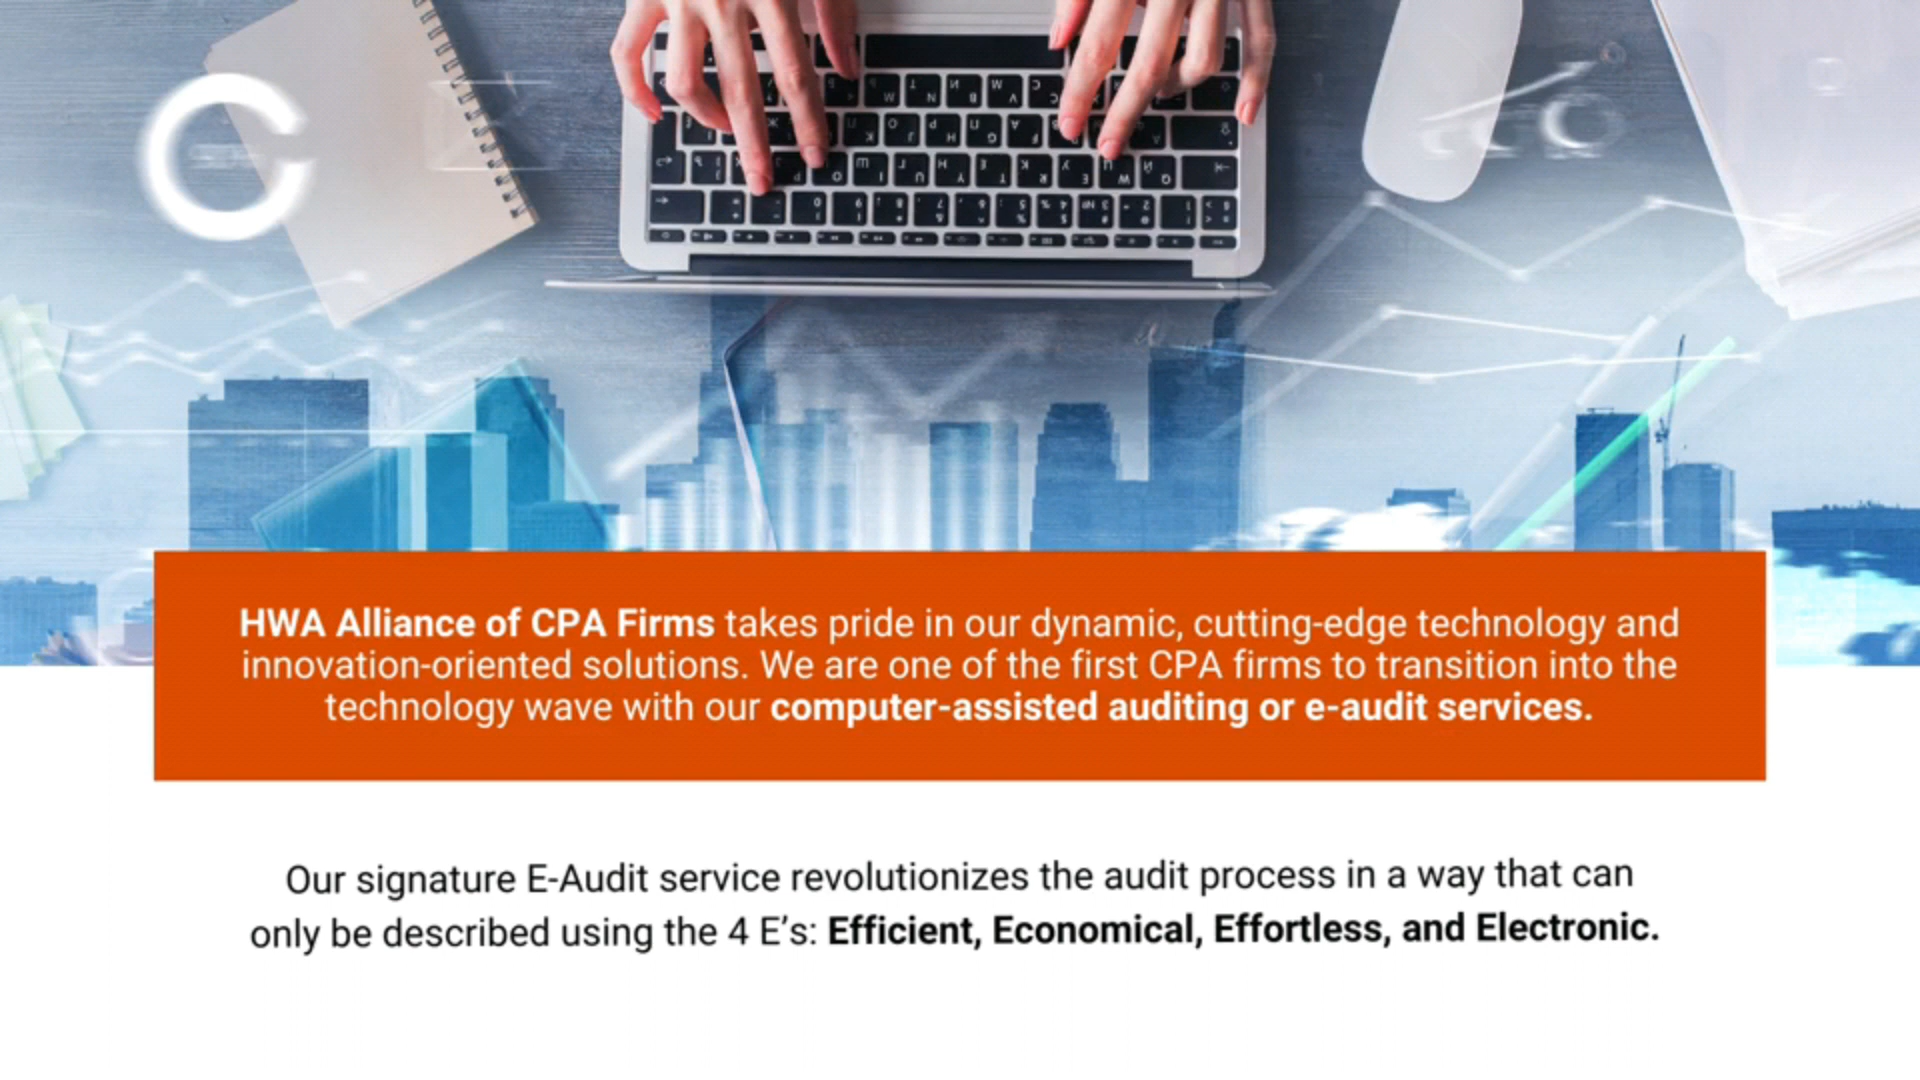 HWA Alliance of CPA Firms takes pride in our dynamic, cutting-edge technology and
innovation-oriented solutions. We are one of the first CPA firms to transition into the
technology wave with our computer-assisted auditing or e-audit services.
Our signature E-Audit service revolutionizes the audit process in a way that can
only be described using the 4 E’s: Efficient, Economical, Effortless, and Electronic.